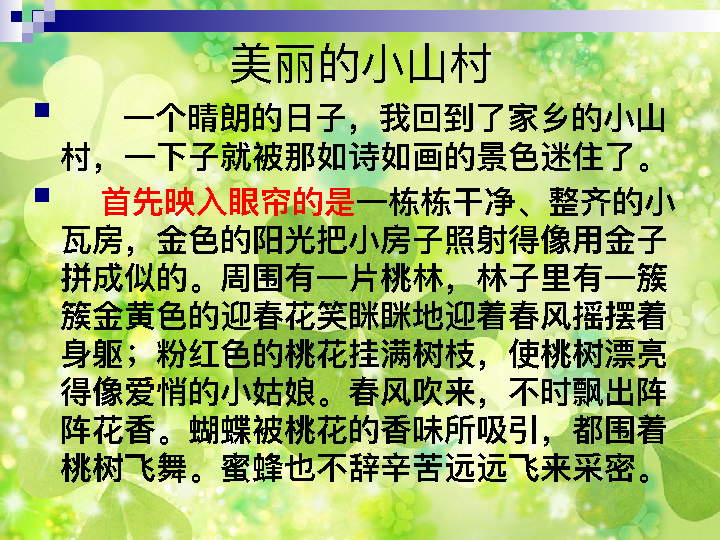 美丽的小山村
一个晴朗的日子，我回到了家乡的小山
村，一下子就被那如诗如画的景色迷住了。
首先映入眼帘的是一栋栋干净、整齐的小
瓦房，金色的阳光把小房子照射得像用金子
拼成似的。周围有一片桃林，林子里有一簇
簇金黄色的迎春花笑眯眯地迎着春风摇摆着
身躯；粉红色的桃花挂满树枝，使桃树漂亮
得像爱悄的小姑娘。春风吹来，不时飘出阵
阵花香。蝴蝶被桃花的香味所吸引，都围着
桃树飞舞。蜜蜂也不辞辛苦远远飞来采密。